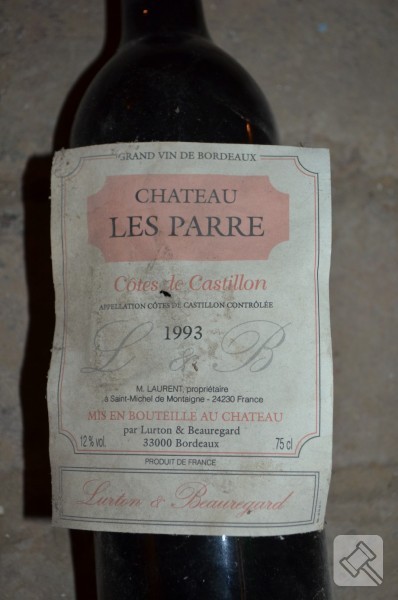 GRAND VIN DE BORDEAUX
CHATEAU
LES PARRE
Côtes de Castillon
APPELLATION CÔTES DE CASTILLON CONTRÔLÉE
1993
L & B
M. LAURENT, propriétaire
à Saint-Michel de Montaigne - 24230 France
MIS EN BOUTEILLE AU CHATEAU
12 % vol. par Lurton & Beauregard 75 cl
33000 Bordeaux
PRODUIT DE FRANCE
Lurton & Beauregard